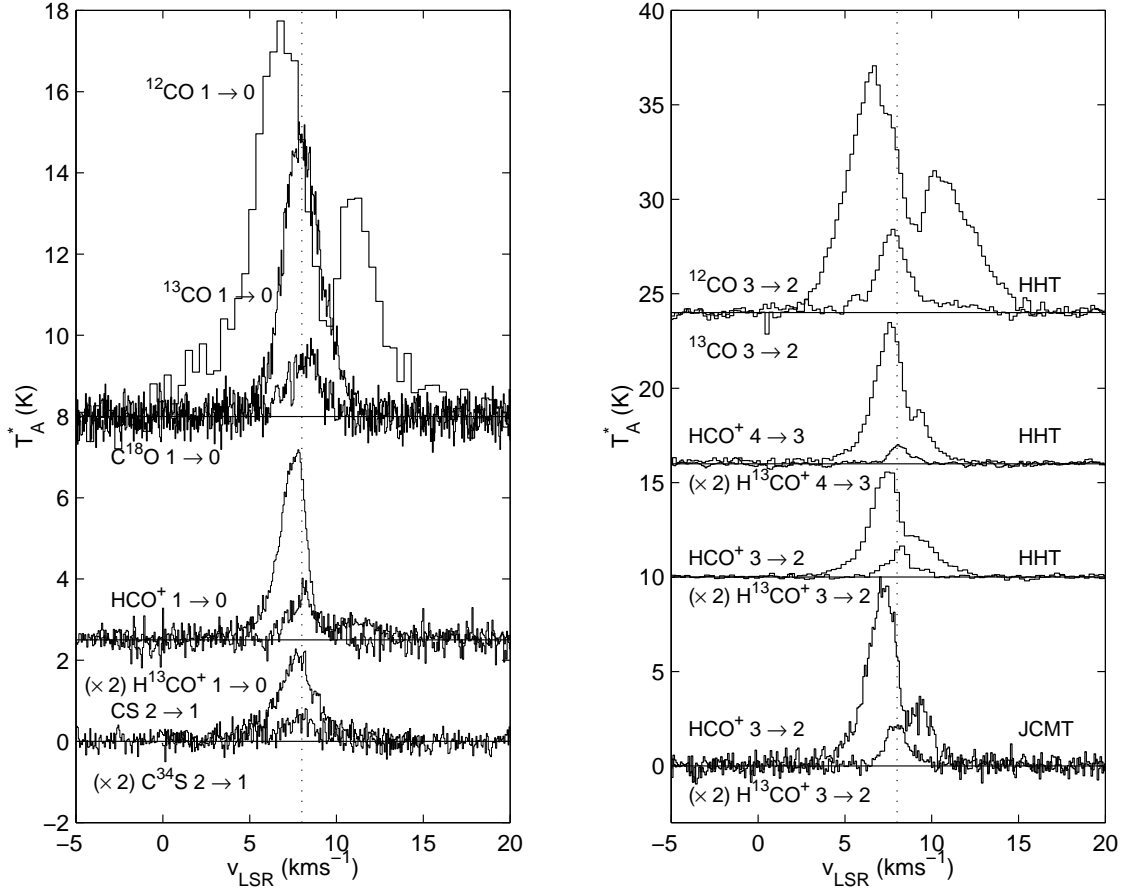 18
16
14
12
10
8
6
4
2
0
−2
−5 0 5 10 15 20
T*A (K)
vLSR (kms⁻¹)
¹²CO 1 → 0
¹³CO 1 → 0
C¹⁸O 1 → 0
HCO⁺ 1 → 0
(× 2) H¹³CO⁺ 1 → 0
CS 2 → 1
(× 2) C³⁴S 2 → 1
40
35
30
25
20
15
10
5
0
−5 0 5 10 15 20
T*A (K)
vLSR (kms⁻¹)
¹²CO 3 → 2 HHT
¹³CO 3 → 2
HCO⁺ 4 → 3 HHT
(× 2) H¹³CO⁺ 4 → 3
HCO⁺ 3 → 2 HHT
(× 2) H¹³CO⁺ 3 → 2
HCO⁺ 3 → 2 JCMT
(× 2) H¹³CO⁺ 3 → 2